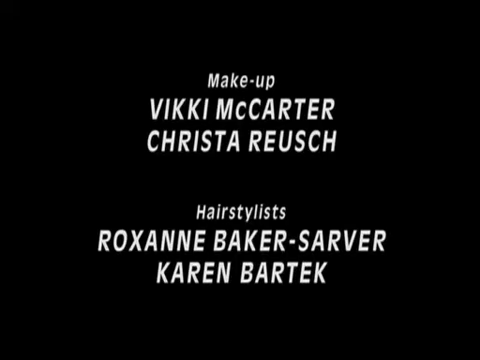 Make-up
VIKKI McCARTER
CHRISTA REUSCH
Hairstylists
ROXANNE BAKER-SARVER
KAREN BARTEK